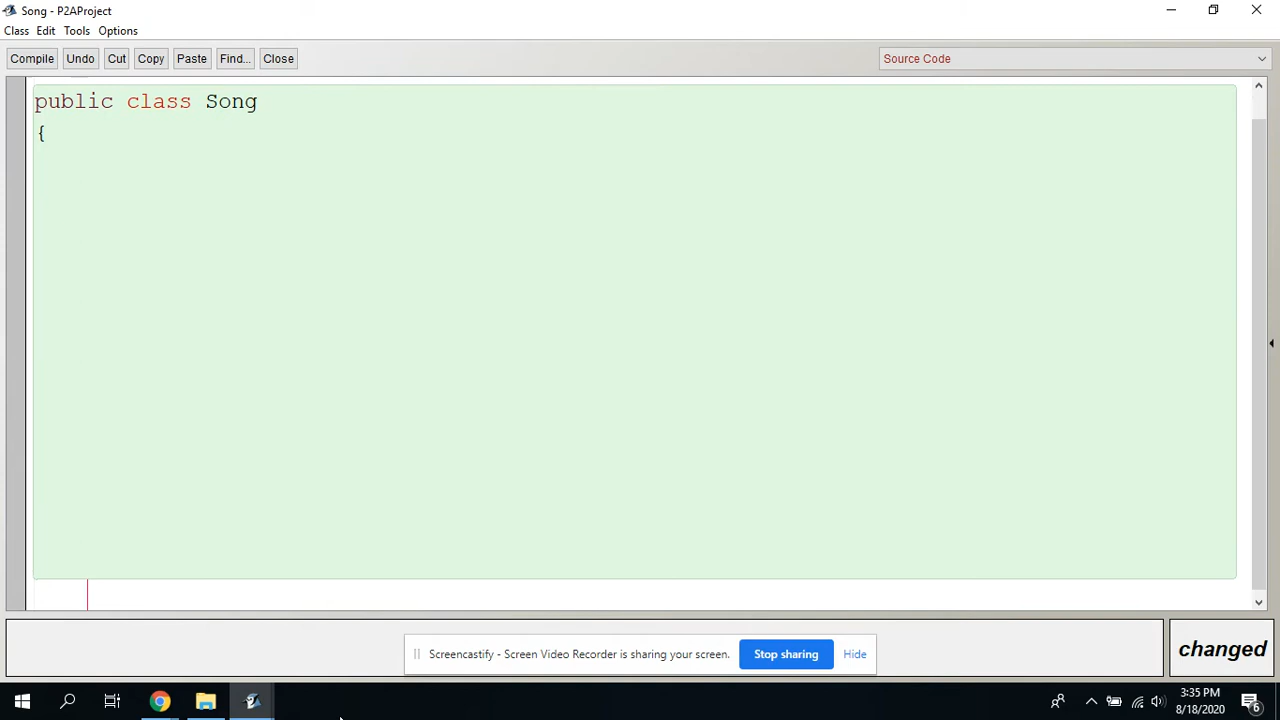 Song - P2AProject
Class Edit Tools Options
Compile Undo Cut Copy Paste Find... Close Source Code
public class Song
{
Screencastify - Screen Video Recorder is sharing your screen. Stop sharing Hide
changed
3:35 PM
8/18/2020
6